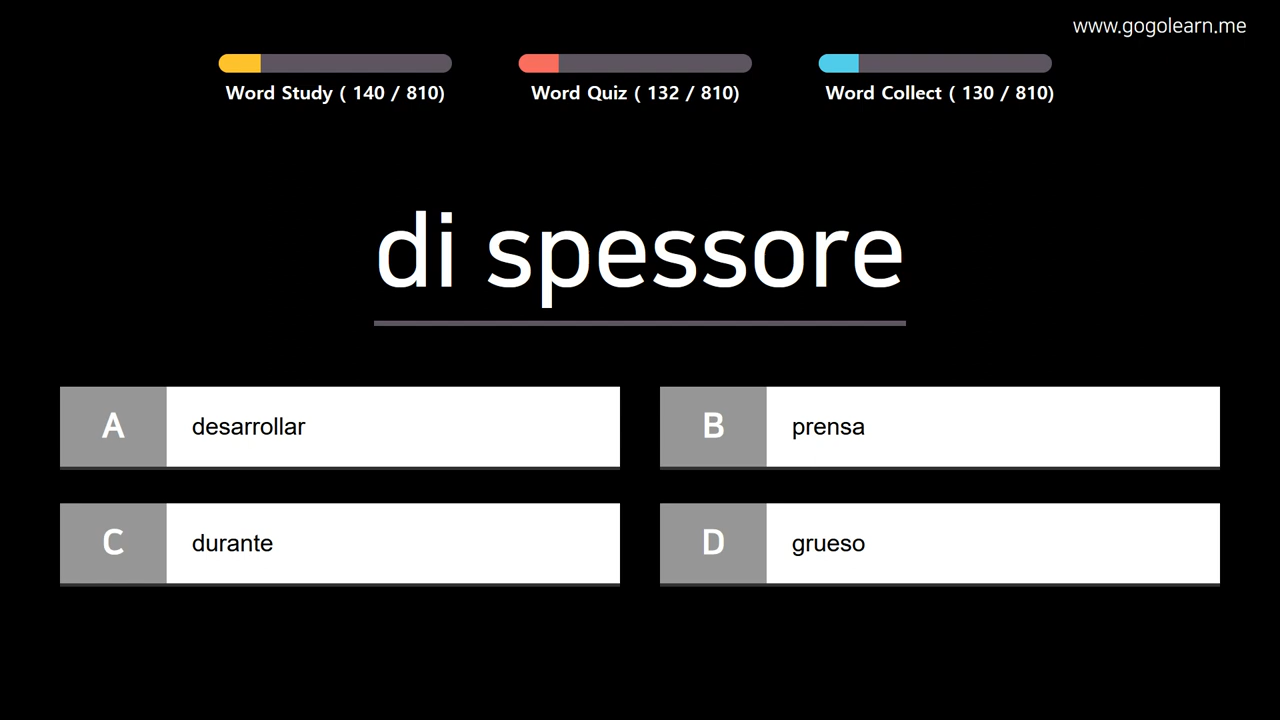 www.gogolearn.me
Word Study ( 140 / 810)
Word Quiz ( 132 / 810)
Word Collect ( 130 / 810)
di spessore
A desarrollar
B prensa
C durante
D grueso